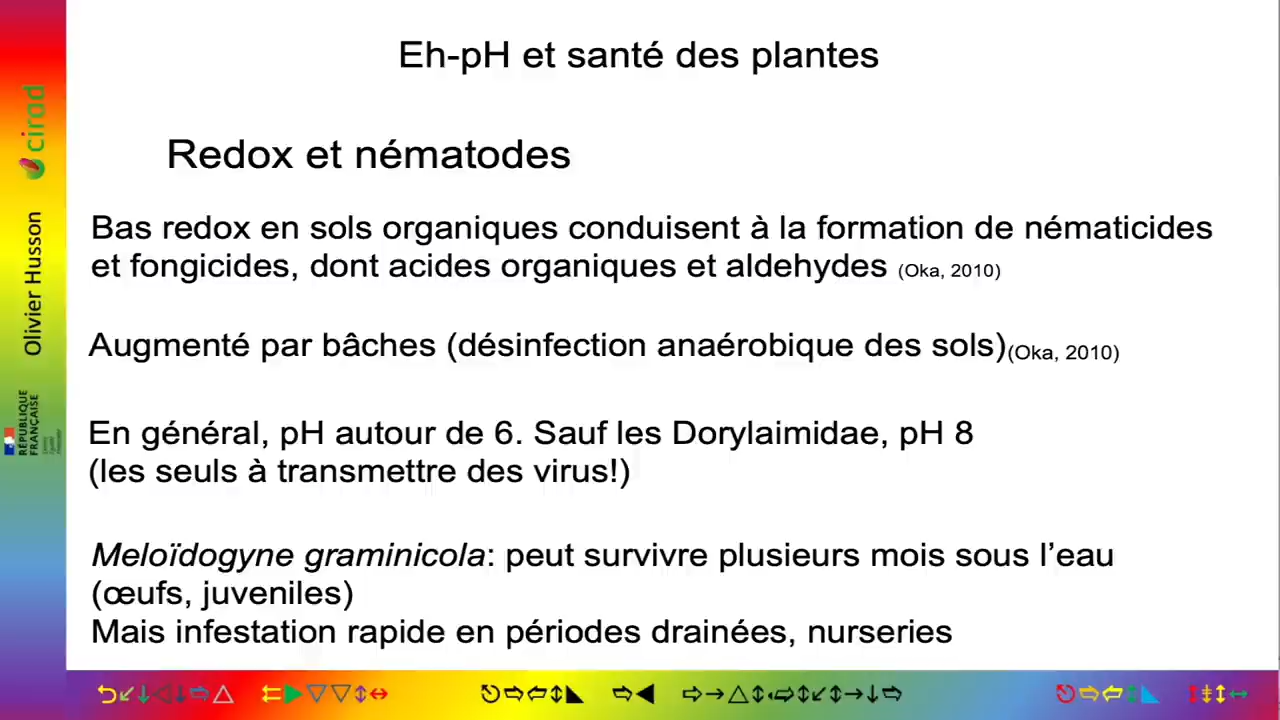 Eh-pH et santé des plantes
Redox et nématodes
Bas redox en sols organiques conduisent à la formation de nématicides
et fongicides, dont acides organiques et aldehydes (Oka, 2010)
Augmenté par bâches (désinfection anaérobique des sols)(Oka, 2010)
En général, pH autour de 6. Sauf les Dorylaimidae, pH 8
(les seuls à transmettre des virus!)
Meloïdogyne graminicola: peut survivre plusieurs mois sous l’eau
(œufs, juveniles)
Mais infestation rapide en périodes drainées, nurseries
cirad
Olivier Husson
RÉPUBLIQUE
FRANÇAISE